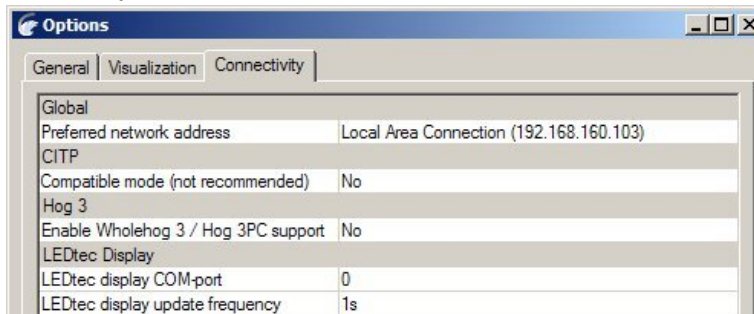 Options
General Visualization Connectivity
Global
Preferred network address Local Area Connection (192.168.160.103)
CITP
Compatible mode (not recommended) No
Hog 3
Enable Wholehog 3 / Hog 3PC support No
LEDtec Display
LEDtec display COM-port 0
LEDtec display update frequency 1s